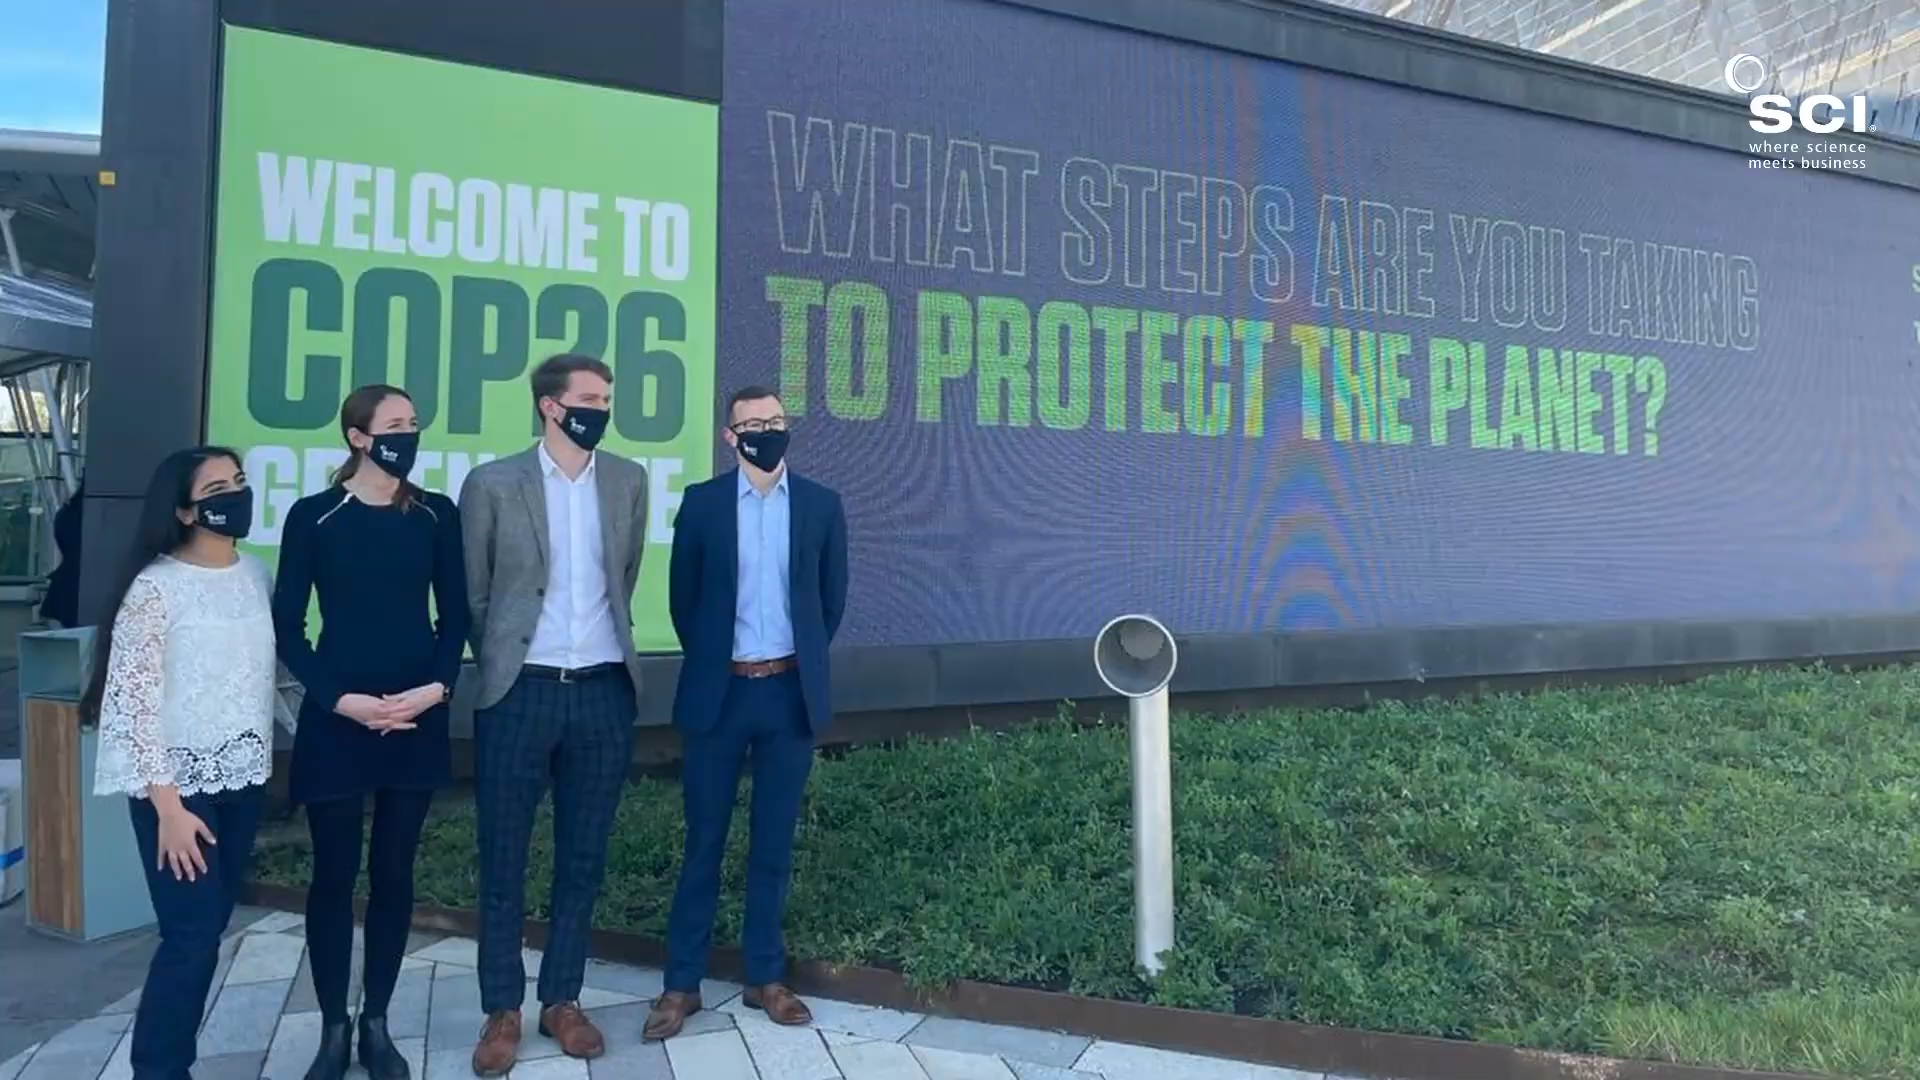 WELCOME TO
COP26
WHAT STEPS ARE YOU TAKING
TO PROTECT THE PLANET?
SCI
where science
meets business